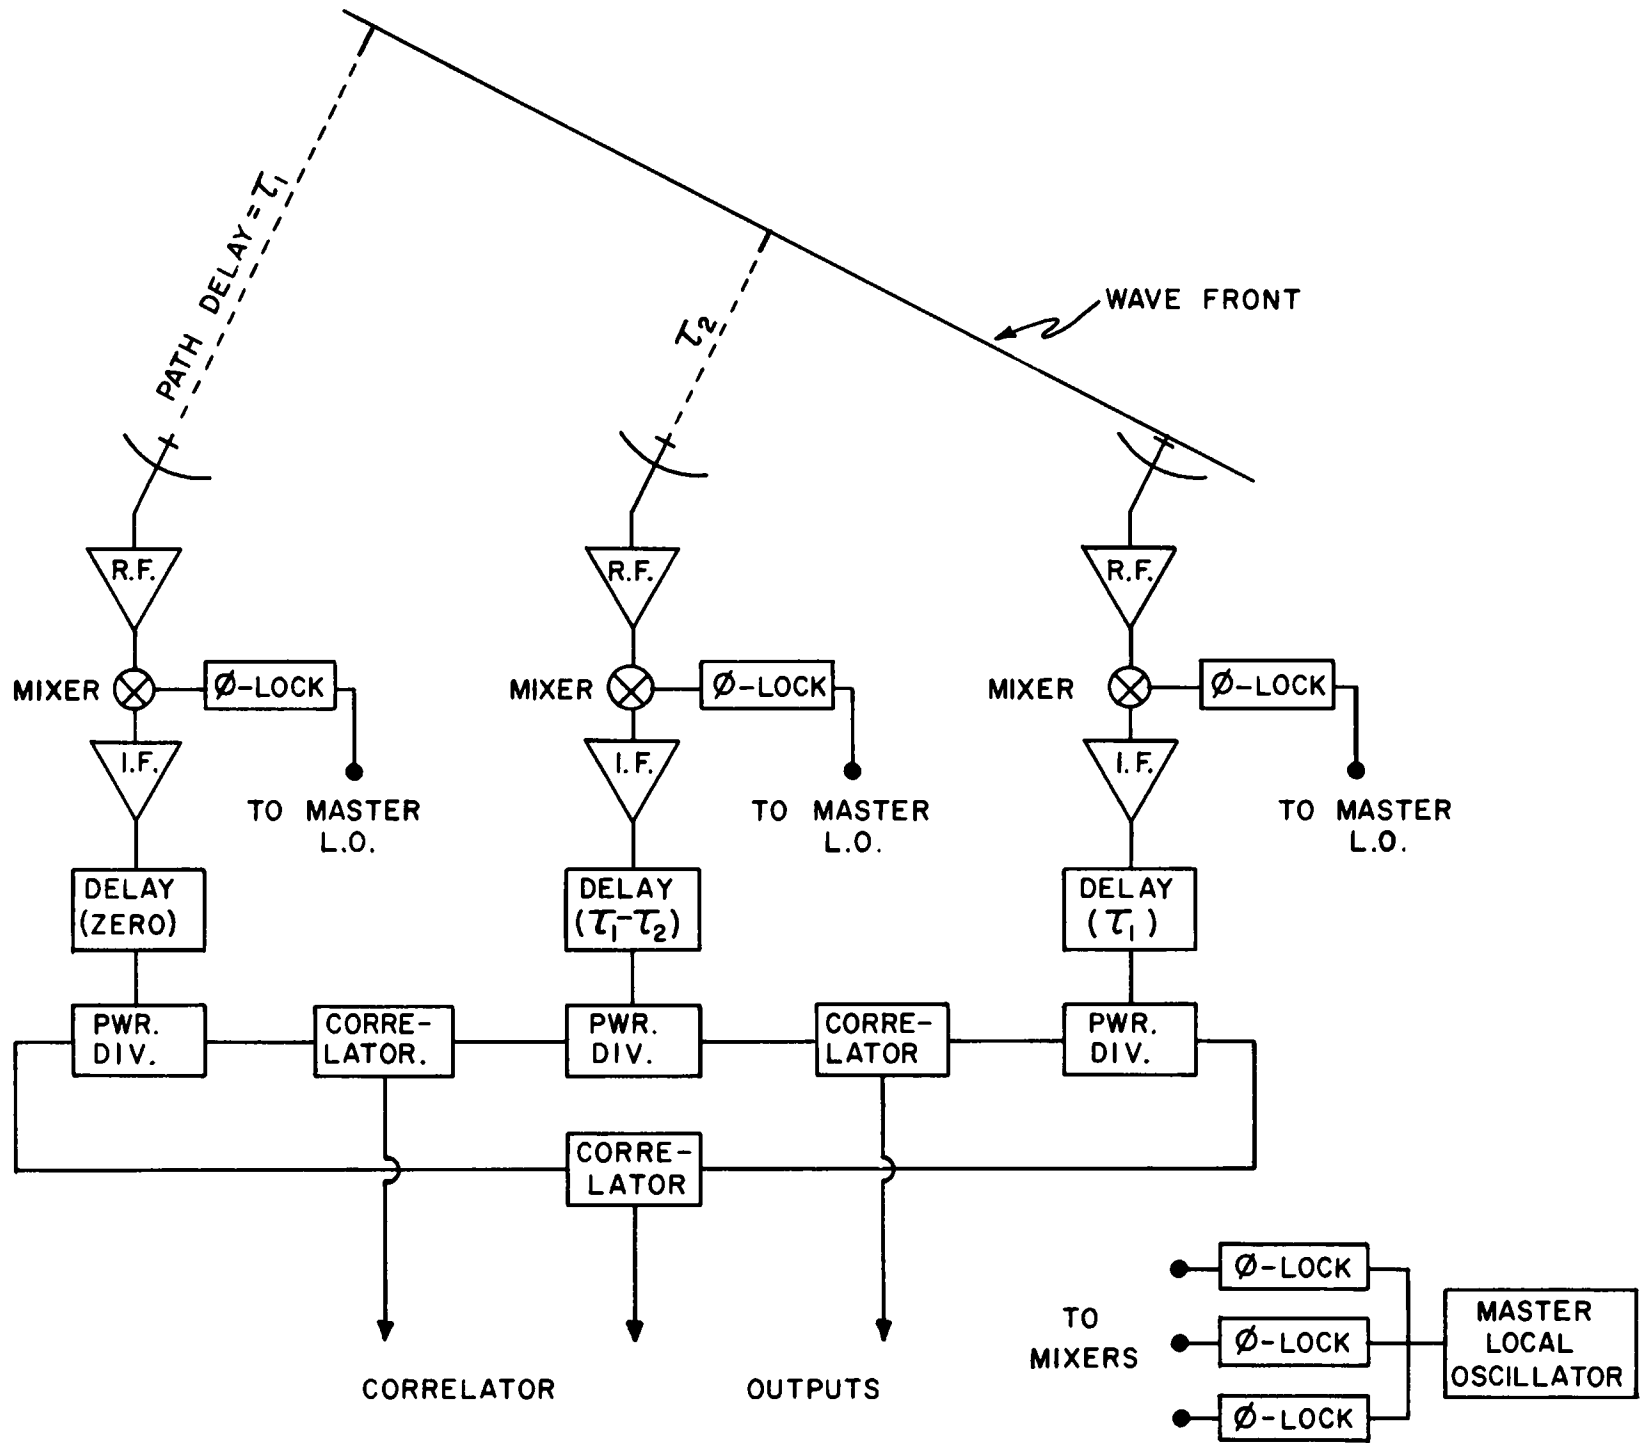 PATH DELAY = τ₁
τ₂
WAVE FRONT
R.F.
R.F.
R.F.
MIXER
Ø-LOCK
MIXER
Ø-LOCK
MIXER
Ø-LOCK
I.F.
I.F.
I.F.
TO MASTER
L.O.
TO MASTER
L.O.
TO MASTER
L.O.
DELAY
(ZERO)
DELAY
(τ₁-τ₂)
DELAY
(τ₁)
PWR.
DIV.
CORRE-
LATOR.
PWR.
DIV.
CORRE-
LATOR
PWR.
DIV.
CORRE-
LATOR
Ø-LOCK
TO
MIXERS
Ø-LOCK
Ø-LOCK
MASTER
LOCAL
OSCILLATOR
CORRELATOR OUTPUTS